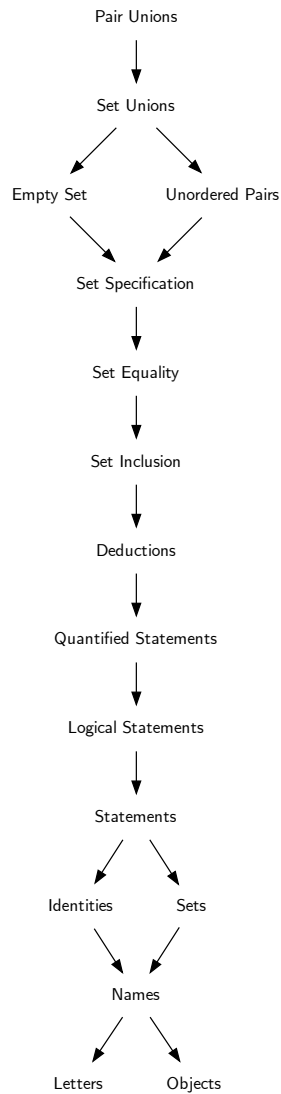 Pair Unions
Set Unions
Empty Set
Unordered Pairs
Set Specification
Set Equality
Set Inclusion
Deductions
Quantified Statements
Logical Statements
Statements
Identities
Sets
Names
Letters
Objects